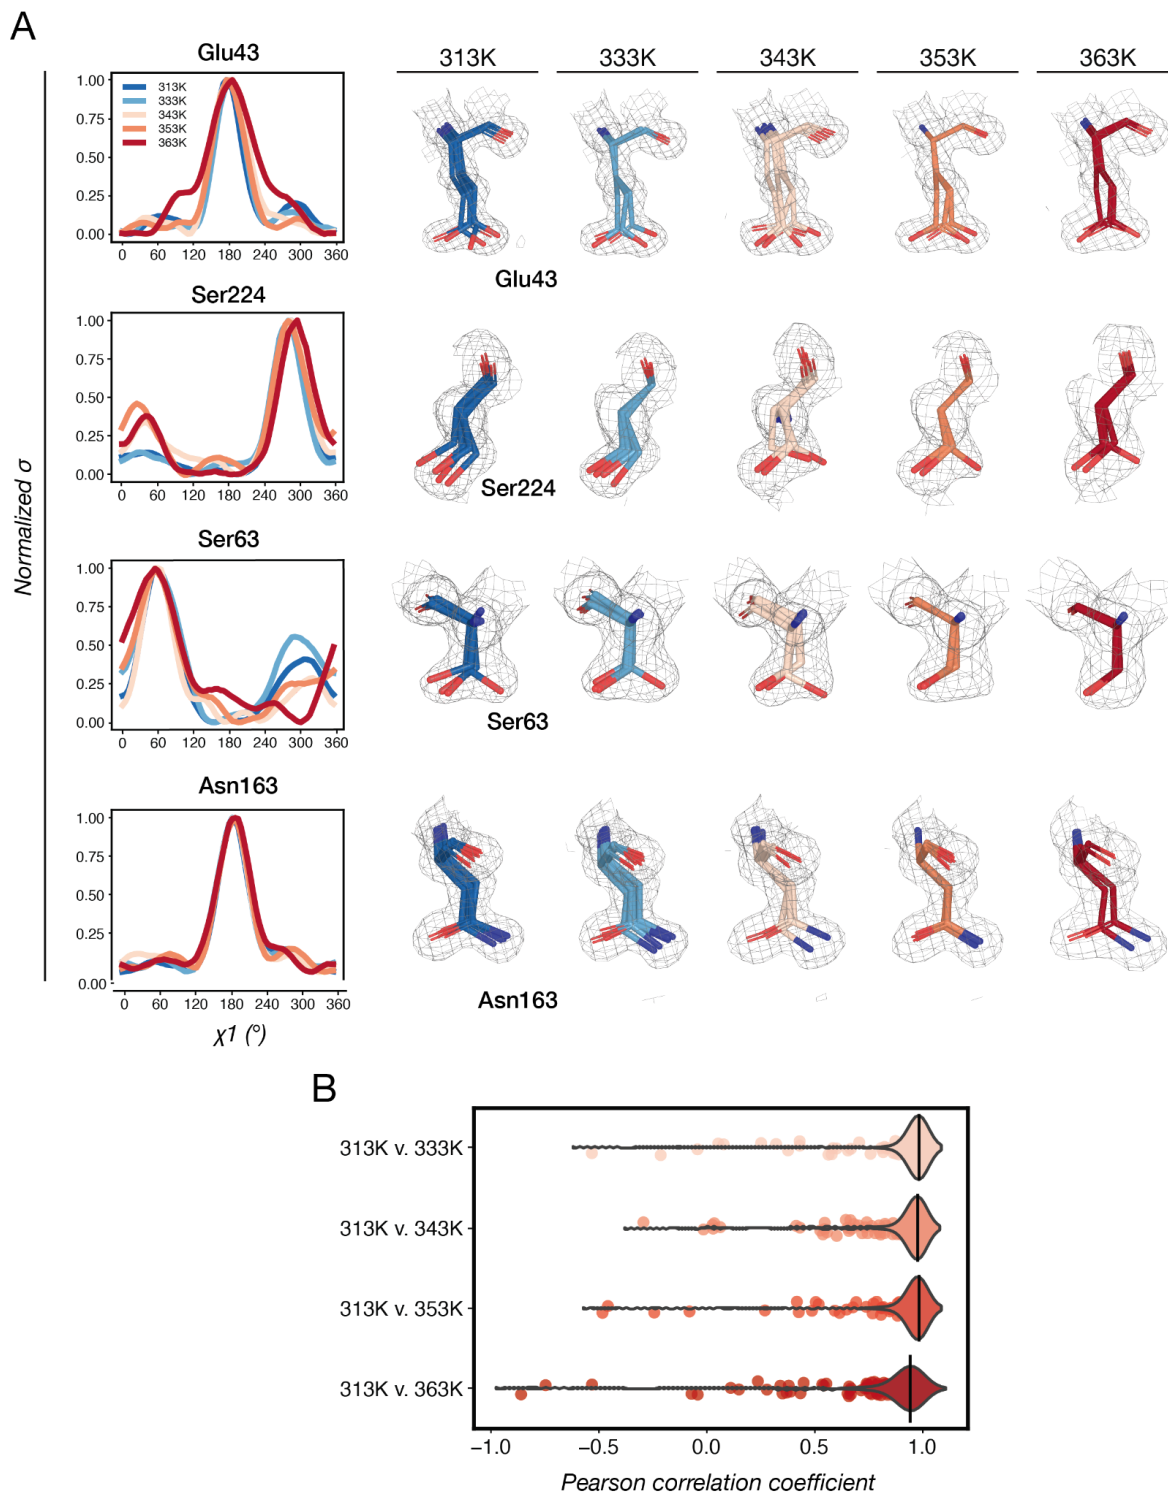 A
Glu43
313K
333K
343K
353K
363K
1.00
0.75
0.50
0.25
0.00
313K
333K
343K
353K
363K
0 60 120 180 240 300 360
Glu43
Ser224
1.00
0.75
0.50
0.25
0.00
0 60 120 180 240 300 360
Ser224
Normalized σ
Ser63
1.00
0.75
0.50
0.25
0.00
0 60 120 180 240 300 360
Ser63
Asn163
1.00
0.75
0.50
0.25
0.00
0 60 120 180 240 300 360
χ1 (°)
Asn163
B
313K v. 333K
313K v. 343K
313K v. 353K
313K v. 363K
−1.0 −0.5 0.0 0.5 1.0
Pearson correlation coefficient